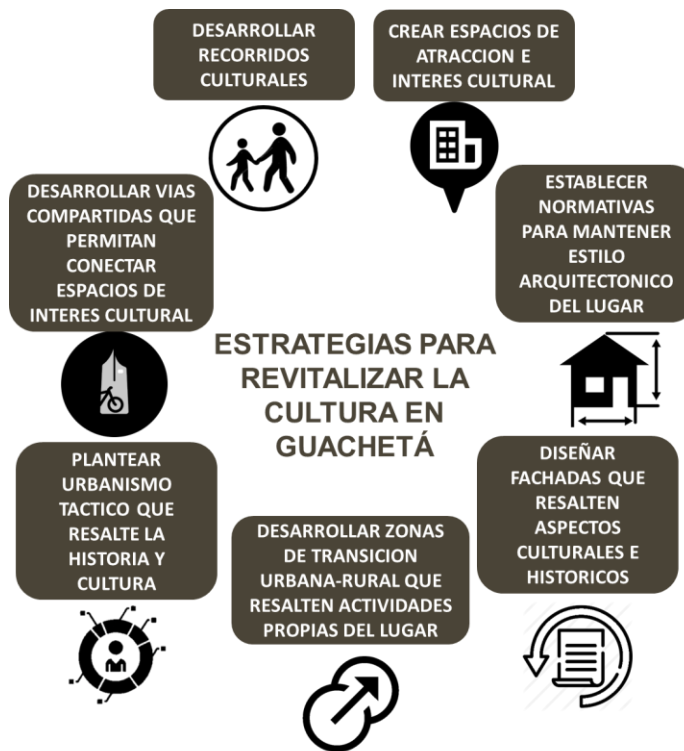 DESARROLLAR
RECORRIDOS
CULTURALES
CREAR ESPACIOS DE
ATRACCION E
INTERES CULTURAL
DESARROLLAR VIAS
COMPARTIDAS QUE
PERMITAN
CONECTAR
ESPACIOS DE
INTERES CULTURAL
ESTABLECER
NORMATIVAS
PARA MANTENER
ESTILO
ARQUITECTONICO
DEL LUGAR
ESTRATEGIAS PARA
REVITALIZAR LA
CULTURA EN
GUACHETÁ
PLANTEAR
URBANISMO
TACTICO QUE
RESALTE LA
HISTORIA Y
CULTURA
DESARROLLAR ZONAS
DE TRANSICION
URBANA-RURAL QUE
RESALTEN ACTIVIDADES
PROPIAS DEL LUGAR
DISEÑAR
FACHADAS QUE
RESALTEN
ASPECTOS
CULTURALES E
HISTORICOS